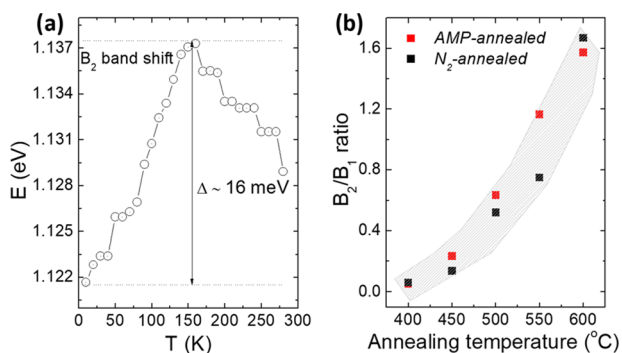 (a)
1.137
1.134
1.131
1.128
1.125
1.122
E (eV)
B₂ band shift
Δ ~ 16 meV
0 50 100 150 200 250 300
T (K)
(b)
AMP-annealed
N₂-annealed
1.6
1.2
0.8
0.4
0.0
B₂/B₁ ratio
400 450 500 550 600
Annealing temperature (°C)